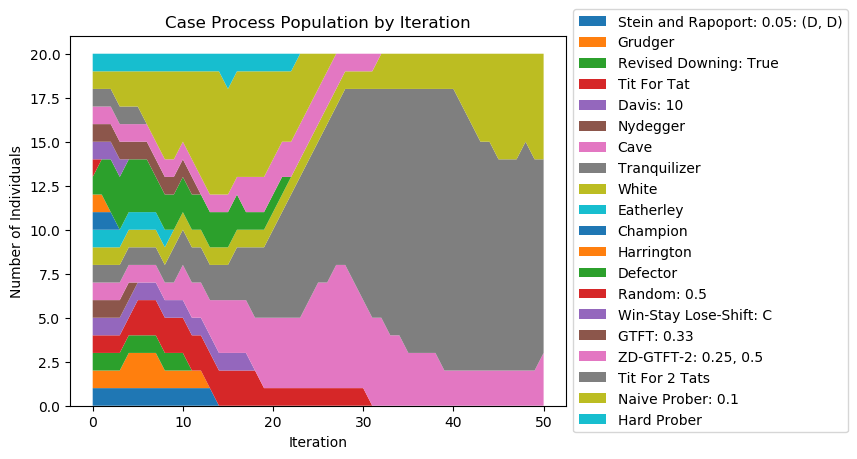 Case Process Population by Iteration
Number of Individuals
20.0
17.5
15.0
12.5
10.0
7.5
5.0
2.5
0.0
0
10
20
30
40
50
Iteration
Stein and Rapoport: 0.05: (D, D)
Grudger
Revised Downing: True
Tit For Tat
Davis: 10
Nydegger
Cave
Tranquilizer
White
Eatherley
Champion
Harrington
Defector
Random: 0.5
Win-Stay Lose-Shift: C
GTFT: 0.33
ZD-GTFT-2: 0.25, 0.5
Tit For 2 Tats
Naive Prober: 0.1
Hard Prober